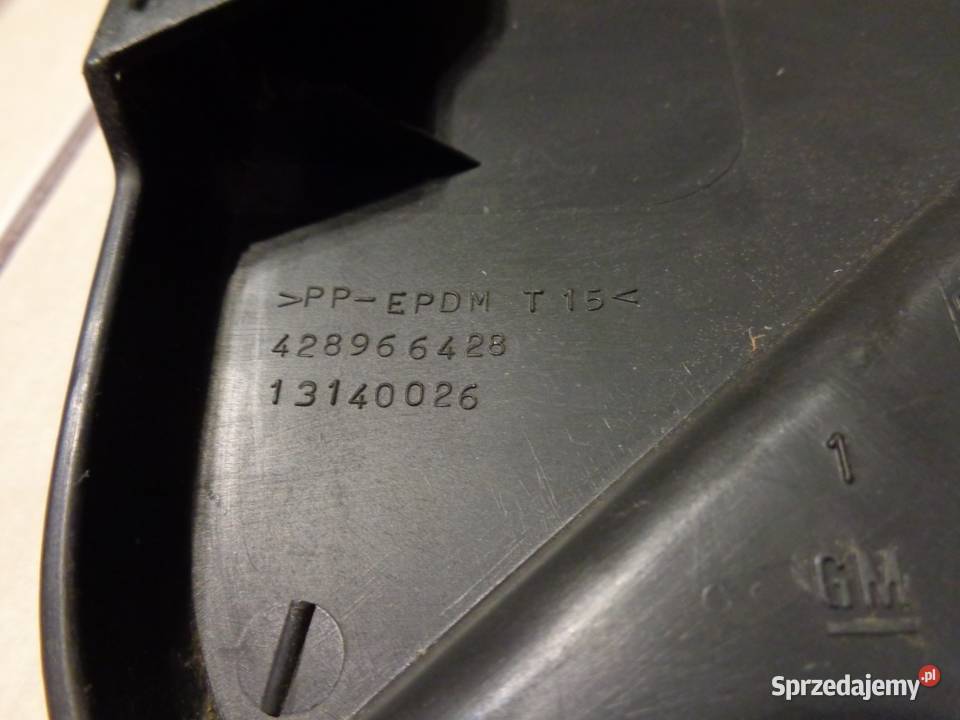 >PP-EPDM T15<
428966428
13140026
1
GM
Sprzedajemy.pl